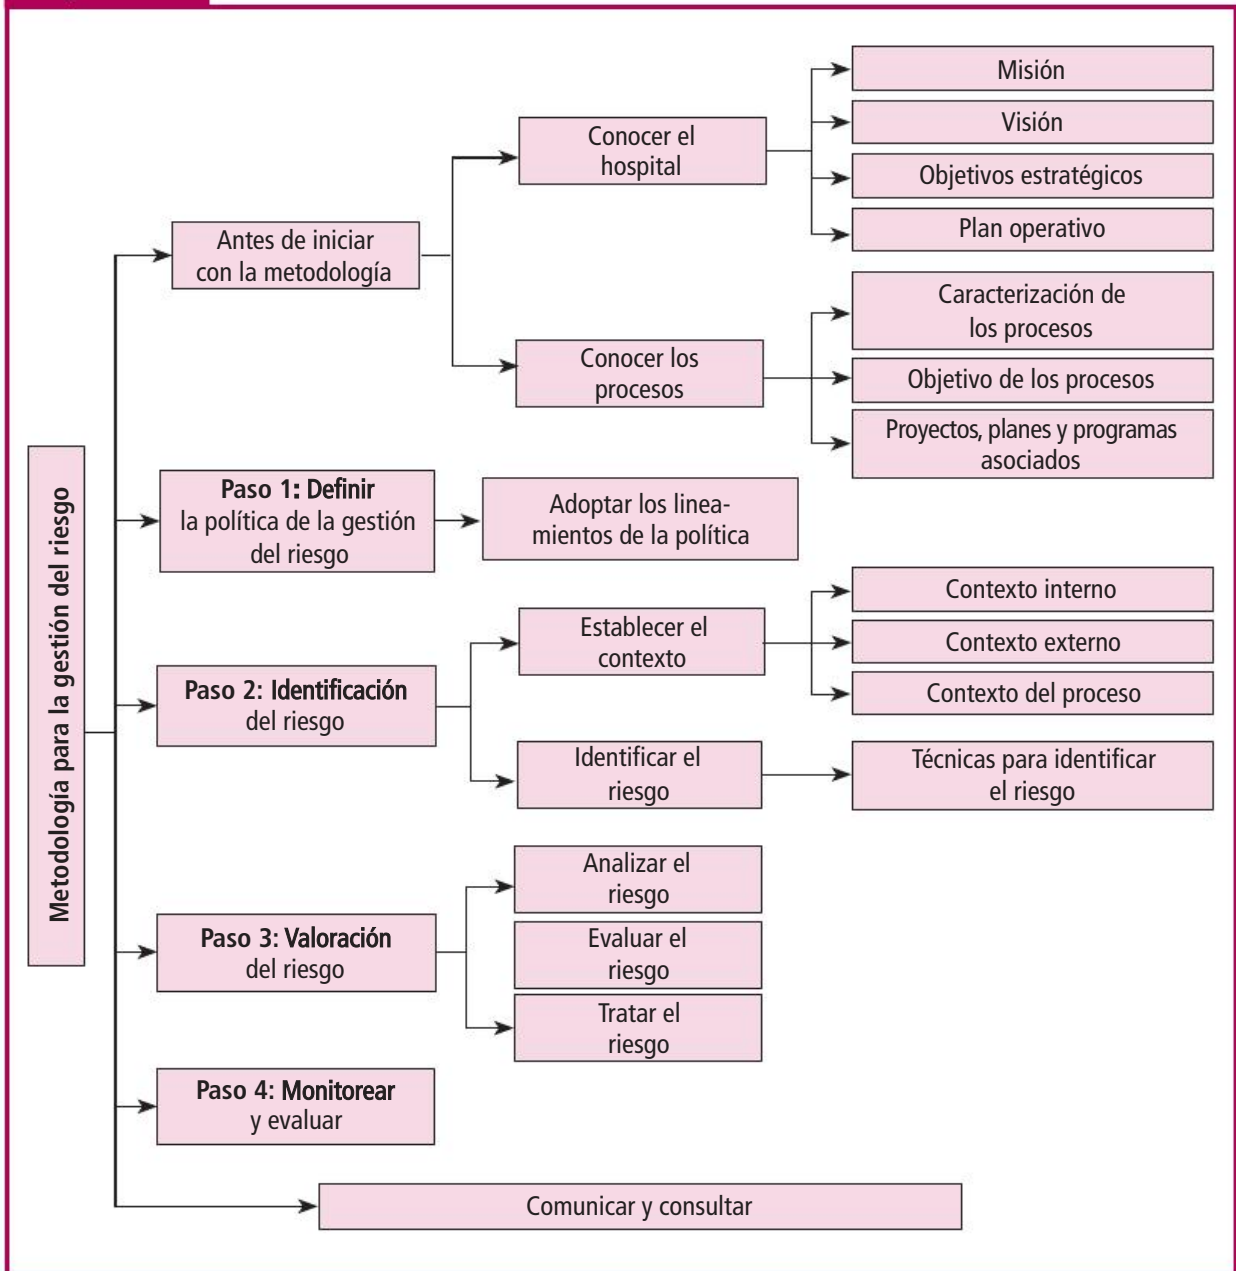 Metodología para la gestión del riesgo
Antes de iniciar
con la metodología
Conocer el
hospital
Misión
Visión
Objetivos estratégicos
Plan operativo
Conocer los
procesos
Caracterización de
los procesos
Objetivo de los procesos
Proyectos, planes y programas
asociados
Paso 1: Definir
la política de la gestión
del riesgo
Adoptar los linea-
mientos de la política
Paso 2: Identificación
del riesgo
Establecer el
contexto
Contexto interno
Contexto externo
Contexto del proceso
Identificar el
riesgo
Técnicas para identificar
el riesgo
Paso 3: Valoración
del riesgo
Analizar el
riesgo
Evaluar el
riesgo
Tratar el
riesgo
Paso 4: Monitorear
y evaluar
Comunicar y consultar